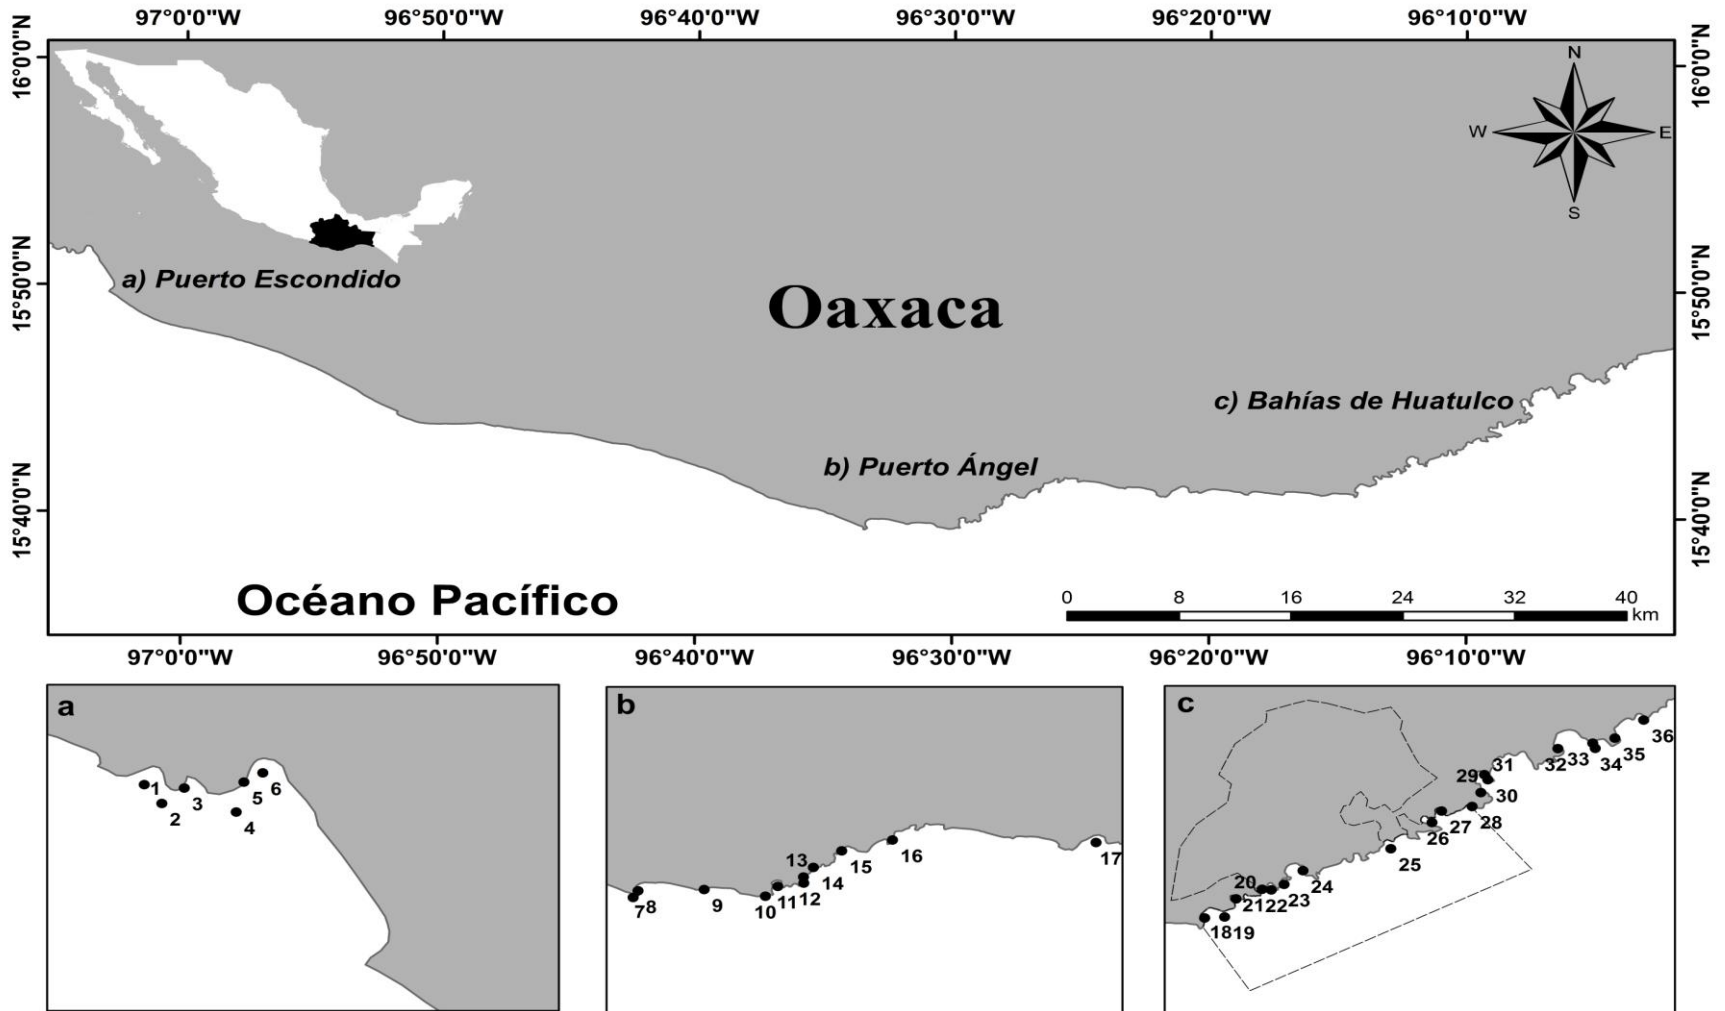 97°0'0"W 96°50'0"W 96°40'0"W 96°30'0"W 96°20'0"W 96°10'0"W
16°0'0"N
16°0'0"N
N
W E
S
15°50'0"N
15°50'0"N
a) Puerto Escondido
Oaxaca
c) Bahías de Huatulco
b) Puerto Ángel
15°40'0"N
15°40'0"N
Océano Pacífico
0 8 16 24 32 40
km
97°0'0"W 96°50'0"W 96°40'0"W 96°30'0"W 96°20'0"W 96°10'0"W
a
1
2
3
4
5
6
b
7
8
9
10
11
12
13
14
15
16
17
c
18
19
20
21
22
23
24
25
26
27
28
29
30
31
32
33
34
35
36